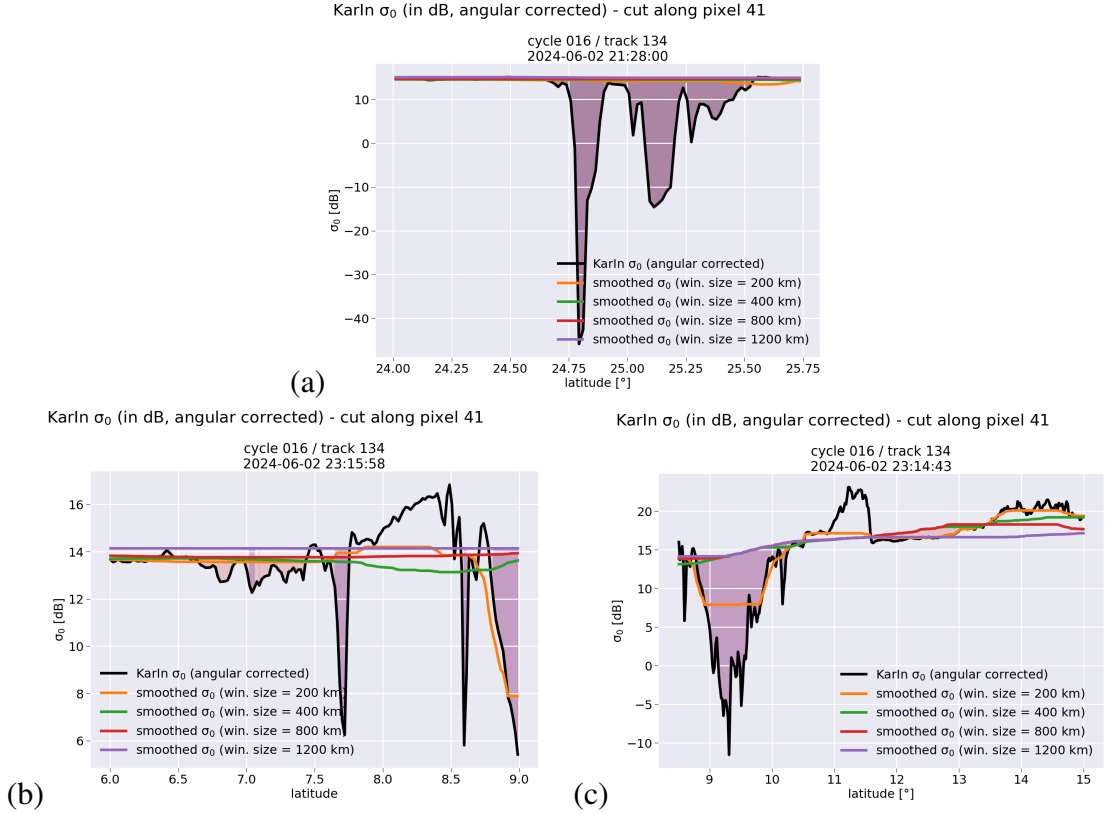 KarIn σ₀ (in dB, angular corrected) - cut along pixel 41
cycle 016 / track 134
2024-06-02 21:28:00
10
0
−10
−20
−30
−40
σ₀ [dB]
KarIn σ₀ (angular corrected)
smoothed σ₀ (win. size = 200 km)
smoothed σ₀ (win. size = 400 km)
smoothed σ₀ (win. size = 800 km)
smoothed σ₀ (win. size = 1200 km)
24.00 24.25 24.50 24.75 25.00 25.25 25.50 25.75
latitude [°]
(a)
KarIn σ₀ (in dB, angular corrected) - cut along pixel 41
cycle 016 / track 134
2024-06-02 23:15:58
16
14
12
10
8
6
σ₀ [dB]
KarIn σ₀ (angular corrected)
smoothed σ₀ (win. size = 200 km)
smoothed σ₀ (win. size = 400 km)
smoothed σ₀ (win. size = 800 km)
smoothed σ₀ (win. size = 1200 km)
6.0 6.5 7.0 7.5 8.0 8.5 9.0
latitude
(b)
KarIn σ₀ (in dB, angular corrected) - cut along pixel 41
cycle 016 / track 134
2024-06-02 23:14:43
20
15
10
5
0
−5
−10
σ₀ [dB]
KarIn σ₀ (angular corrected)
smoothed σ₀ (win. size = 200 km)
smoothed σ₀ (win. size = 400 km)
smoothed σ₀ (win. size = 800 km)
smoothed σ₀ (win. size = 1200 km)
9 10 11 12 13 14 15
latitude [°]
(c)